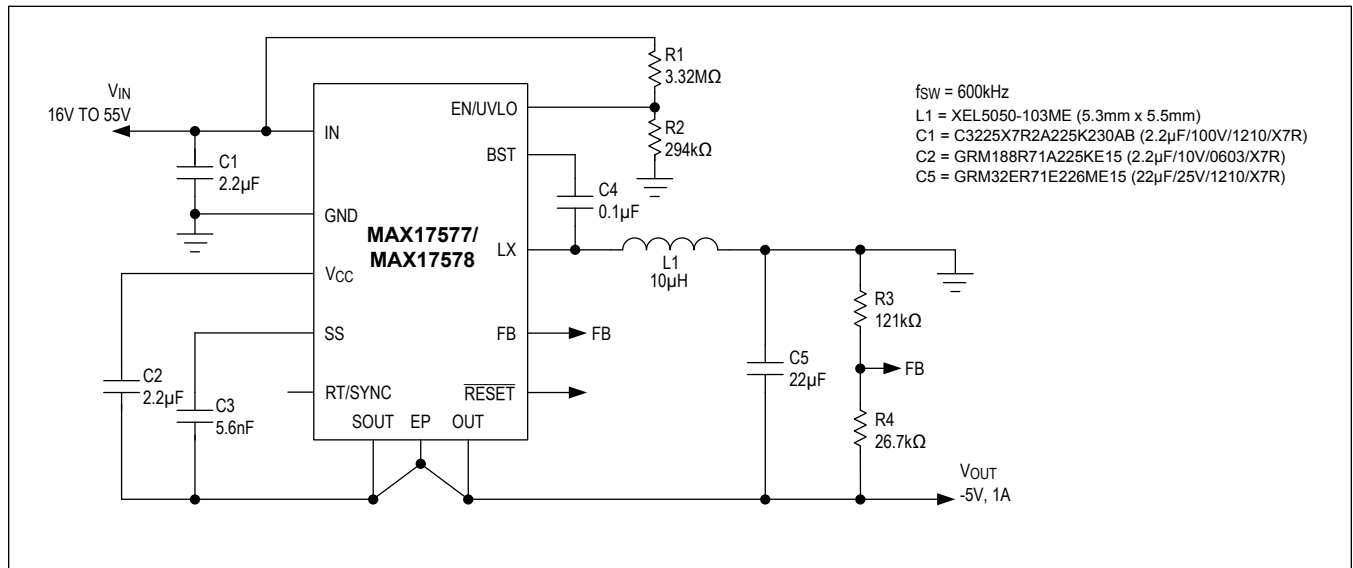 VIN
16V TO 55V
R1
3.32MΩ
EN/UVLO
R2
294kΩ
IN
BST
C1
2.2µF
C4
0.1µF
GND
MAX17577/
MAX17578
LX
L1
10µH
VCC
SS
FB
FB
R3
121kΩ
C5
22µF
FB
C2
2.2µF
C3
5.6nF
RT/SYNC
RESET
R4
26.7kΩ
SOUT EP OUT
VOUT
-5V, 1A
fSW = 600kHz
L1 = XEL5050-103ME (5.3mm x 5.5mm)
C1 = C3225X7R2A225K230AB (2.2µF/100V/1210/X7R)
C2 = GRM188R71A225KE15 (2.2µF/10V/0603/X7R)
C5 = GRM32ER71E226ME15 (22µF/25V/1210/X7R)